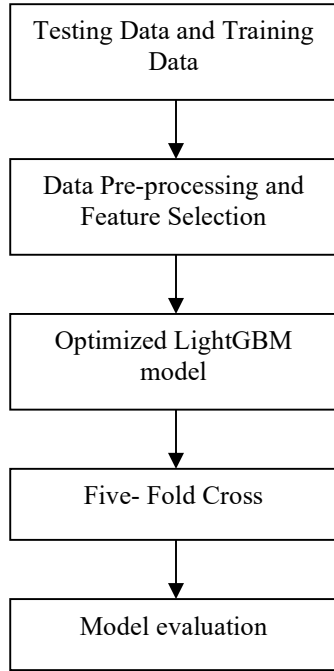 Testing Data and Training
Data
Data Pre-processing and
Feature Selection
Optimized LightGBM
model
Five- Fold Cross
Model evaluation